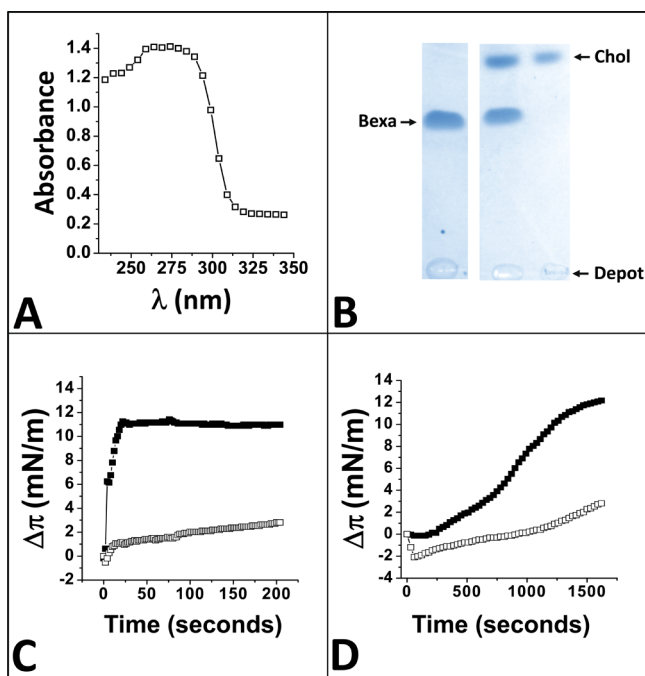 Absorbance
1.4
1.2
1.0
0.8
0.6
0.4
0.2
0.0
250 275 300 325 350
λ (nm)
A
Chol
Bexa
Depot
B
Δπ (mN/m)
14
12
10
8
6
4
2
0
-2
0 50 100 150 200
Time (seconds)
C
Δπ (mN/m)
14
12
10
8
6
4
2
0
-2
-4
0 500 1000 1500
Time (seconds)
D